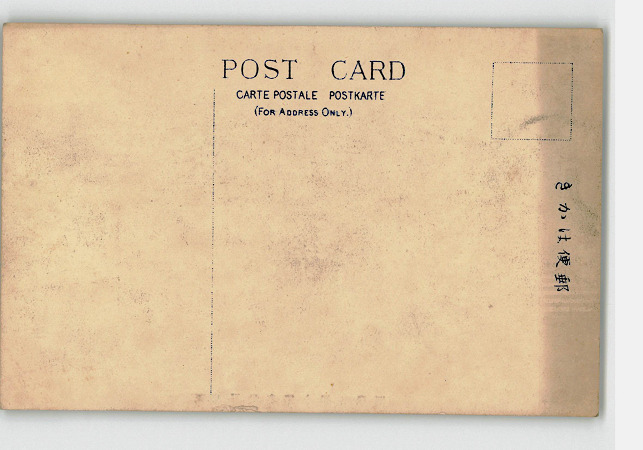 POST CARD
CARTE POSTALE POSTKARTE
(FOR ADDRESS ONLY.)
きかは便郵